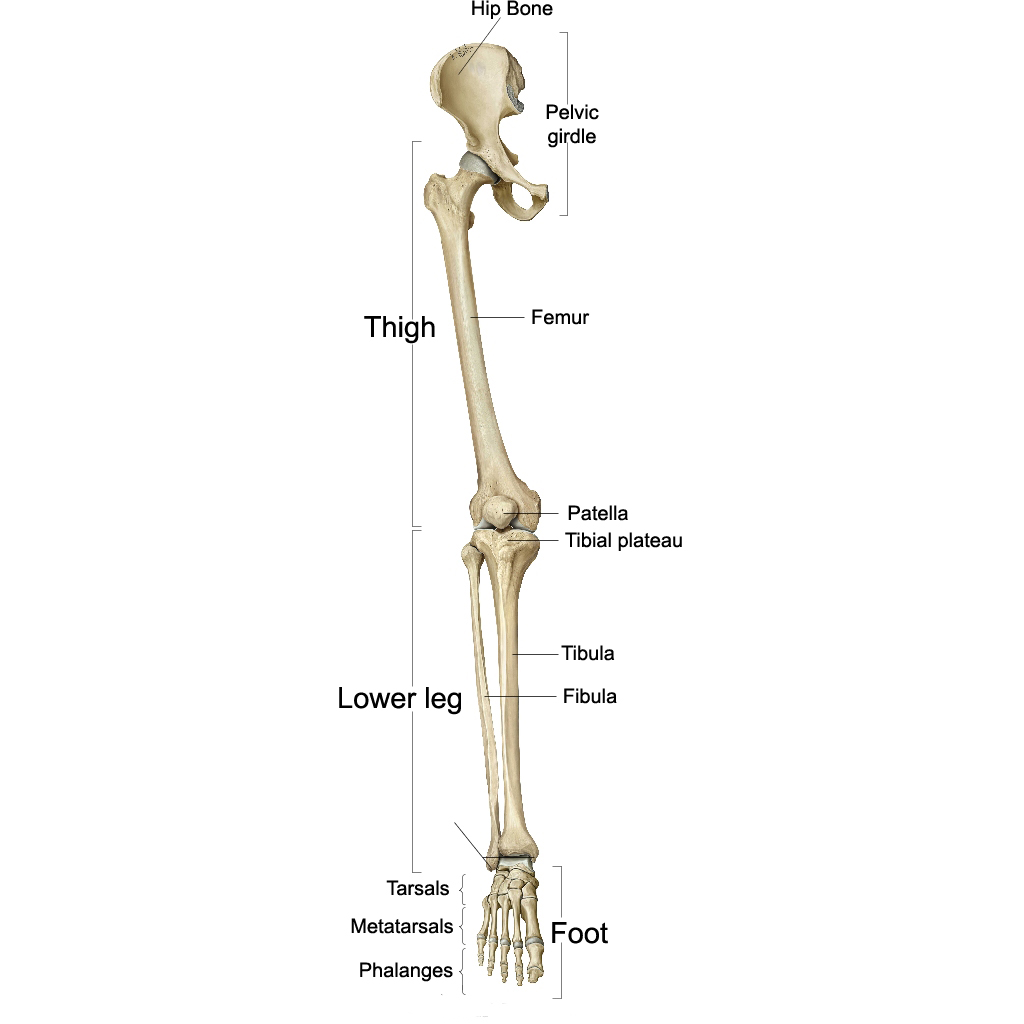 Hip Bone
Pelvic
girdle
Thigh
Femur
Patella
Tibial plateau
Tibula
Lower leg
Fibula
Tarsals
Metatarsals
Foot
Phalanges